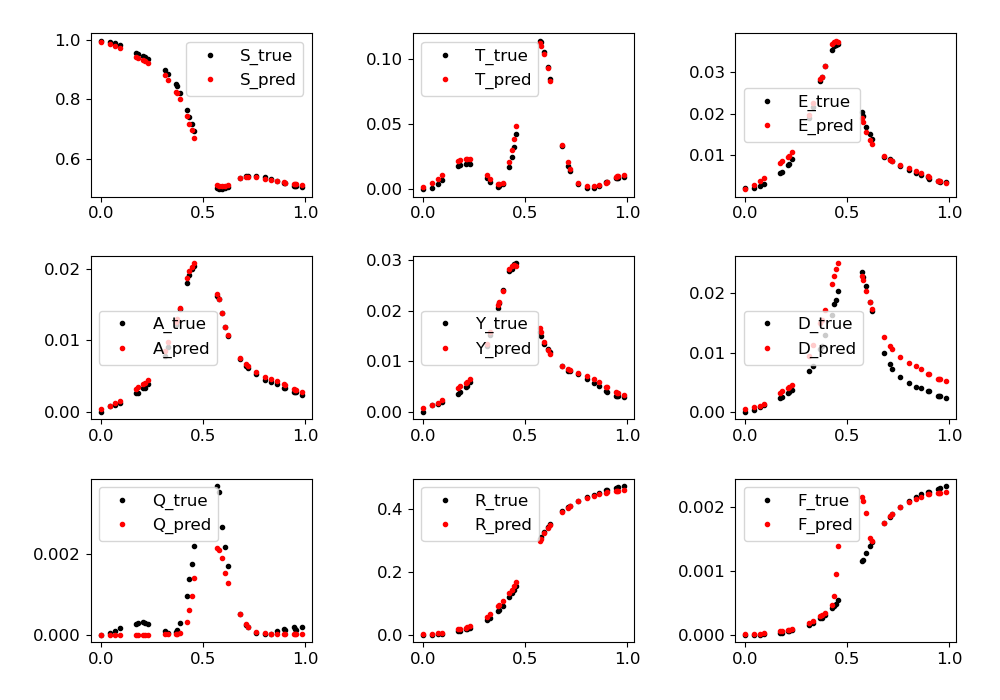 1.0
0.8
0.6
S_true
S_pred
0.0 0.5 1.0
0.10
0.05
0.00
T_true
T_pred
0.0 0.5 1.0
0.03
0.02
0.01
E_true
E_pred
0.0 0.5 1.0
0.02
0.01
0.00
A_true
A_pred
0.0 0.5 1.0
0.03
0.02
0.01
0.00
Y_true
Y_pred
0.0 0.5 1.0
0.02
0.01
0.00
D_true
D_pred
0.0 0.5 1.0
0.002
0.000
Q_true
Q_pred
0.0 0.5 1.0
0.4
0.2
0.0
R_true
R_pred
0.0 0.5 1.0
0.002
0.001
0.000
F_true
F_pred
0.0 0.5 1.0